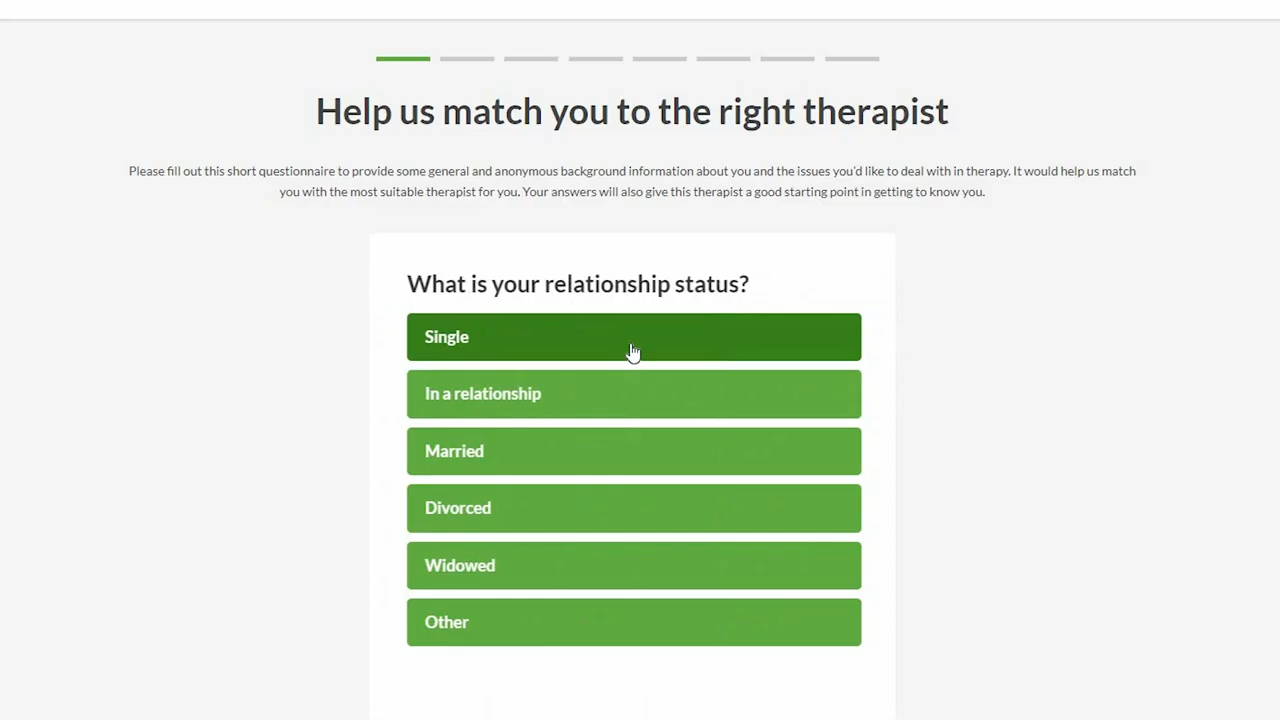 Help us match you to the right therapist
Please fill out this short questionnaire to provide some general and anonymous background information about you and the issues you'd like to deal with in therapy. It would help us match
you with the most suitable therapist for you. Your answers will also give this therapist a good starting point in getting to know you.
What is your relationship status?
Single
In a relationship
Married
Divorced
Widowed
Other